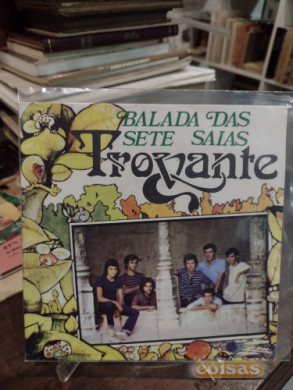 BALADA DAS
SETE SAIAS
Trovante
coisas